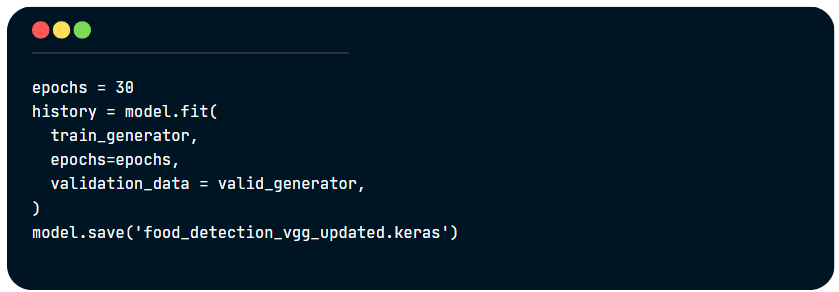 epochs = 30
history = model.fit(
  train_generator,
  epochs=epochs,
  validation_data = valid_generator,
)
model.save('food_detection_vgg_updated.keras')